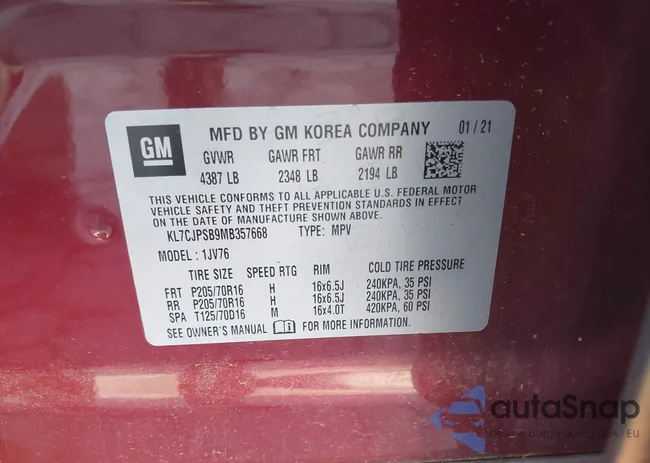 GM
MFD BY GM KOREA COMPANY 01 / 21
GVWR GAWR FRT GAWR RR
4387 LB 2348 LB 2194 LB
THIS VEHICLE CONFORMS TO ALL APPLICABLE U.S. FEDERAL MOTOR
VEHICLE SAFETY AND THEFT PREVENTION STANDARDS IN EFFECT
ON THE DATE OF MANUFACTURE SHOWN ABOVE.
KL7CJPSB9MB357668 TYPE: MPV
MODEL: 1JV76
TIRE SIZE SPEED RTG RIM COLD TIRE PRESSURE
FRT P205/70R16 H 16x6.5J 240KPA, 35 PSI
RR P205/70R16 H 16x6.5J 240KPA, 35 PSI
SPA T125/70D16 M 16x4.0T 420KPA, 60 PSI
SEE OWNER'S MANUAL FOR MORE INFORMATION.
autaSnap